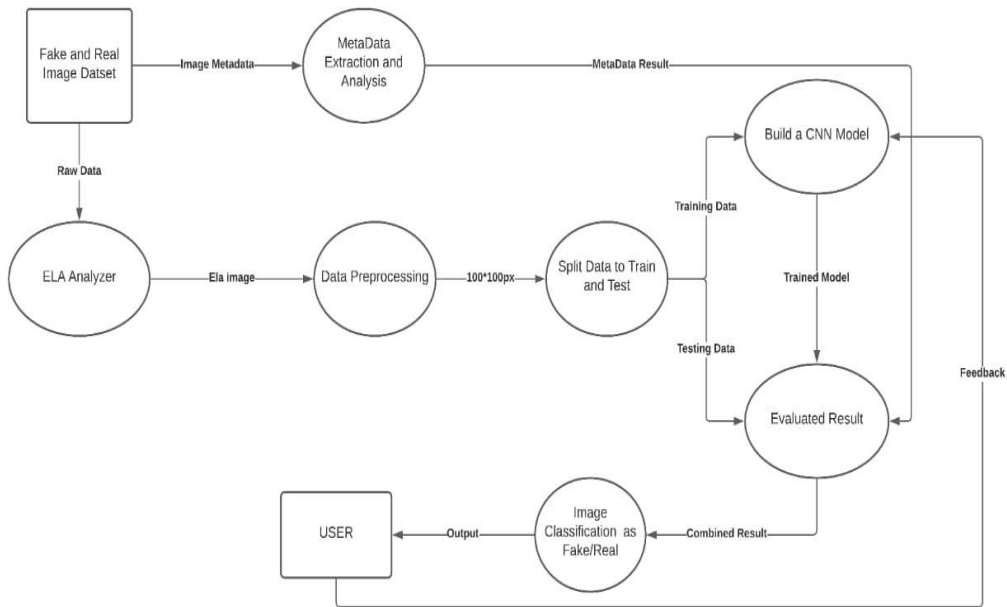 Fake and Real
Image Datset
Image Metadata
MetaData
Extraction and
Analysis
MetaData Result
Build a CNN Model
Raw Data
Training Data
ELA Analyzer
Ela image
Data Preprocessing
100*100px
Split Data to Train
and Test
Trained Model
Testing Data
Feedback
Evaluated Result
USER
Output
Image
Classification as
Fake/Real
Combined Result